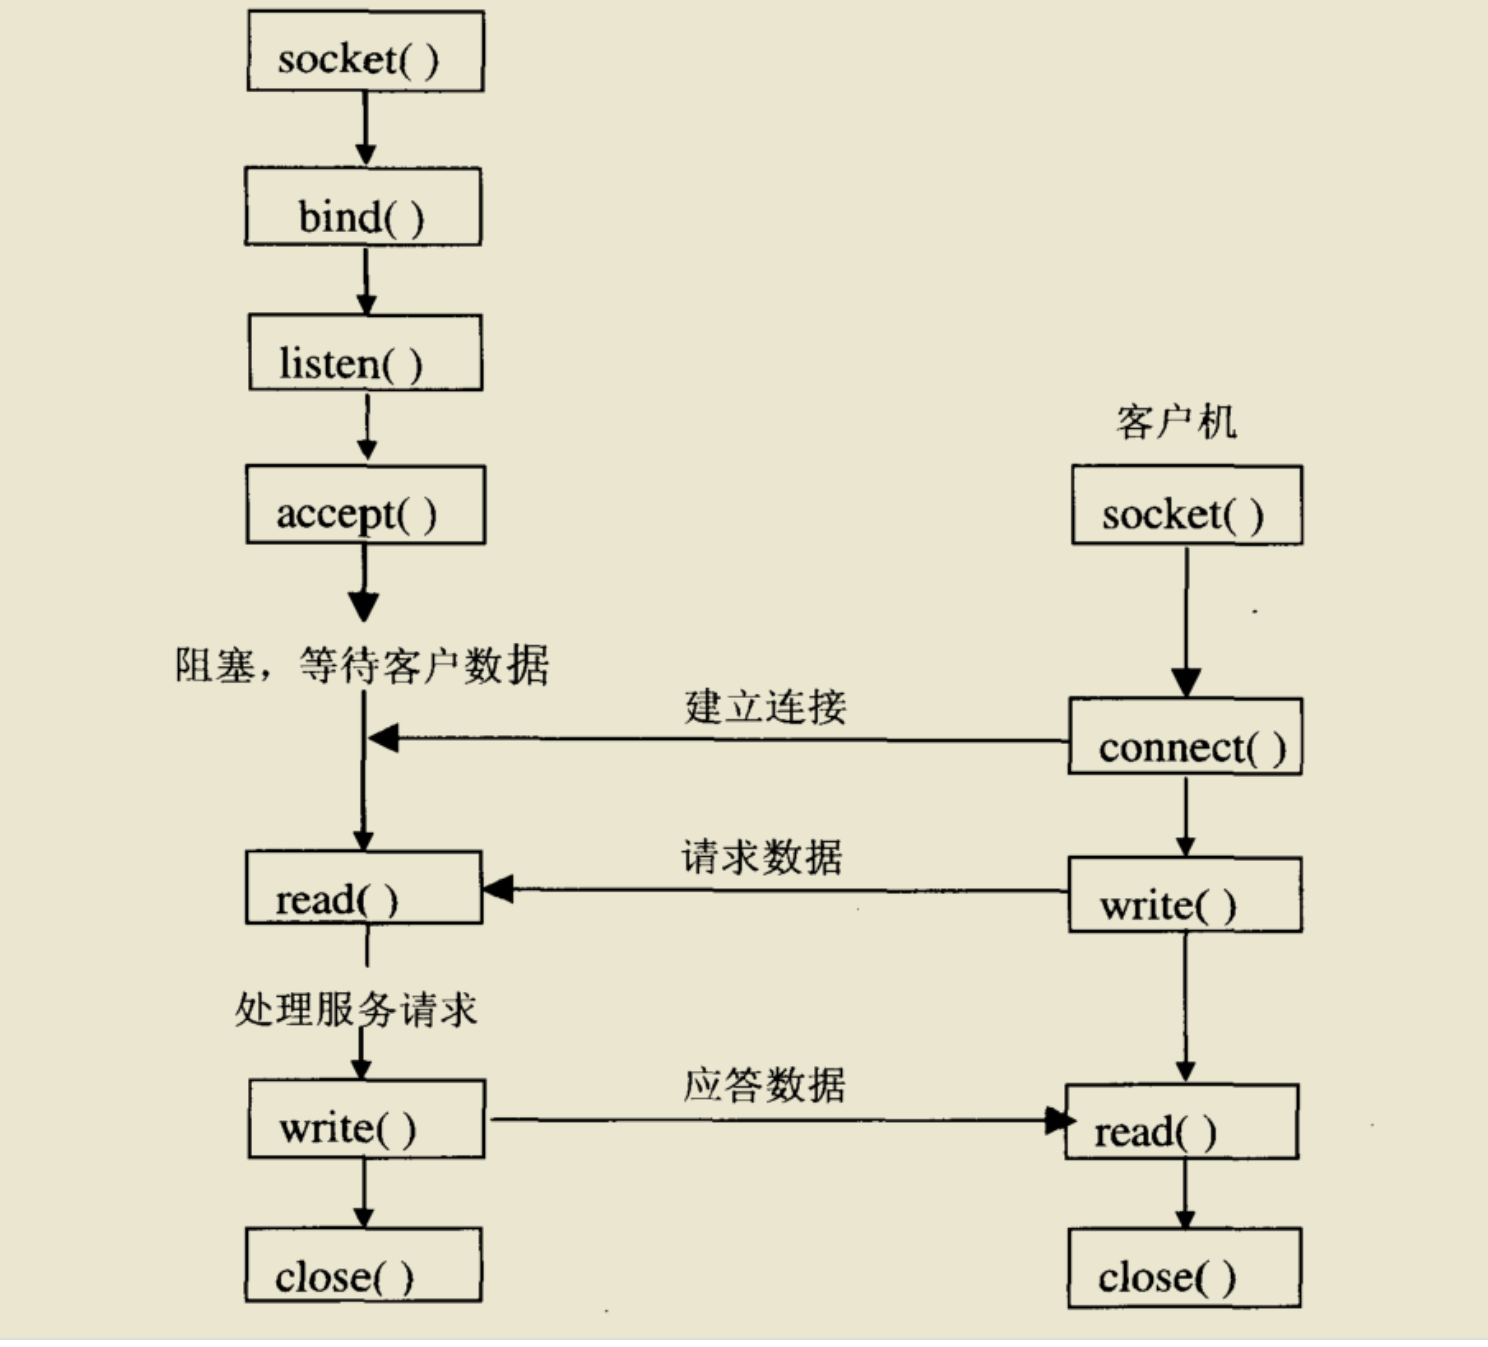 socket( )
bind( )
listen( )
accept( )
阻塞，等待客户数据
read( )
处理服务请求
write( )
close( )
建立连接
请求数据
应答数据
客户机
socket( )
connect( )
write( )
read( )
close( )